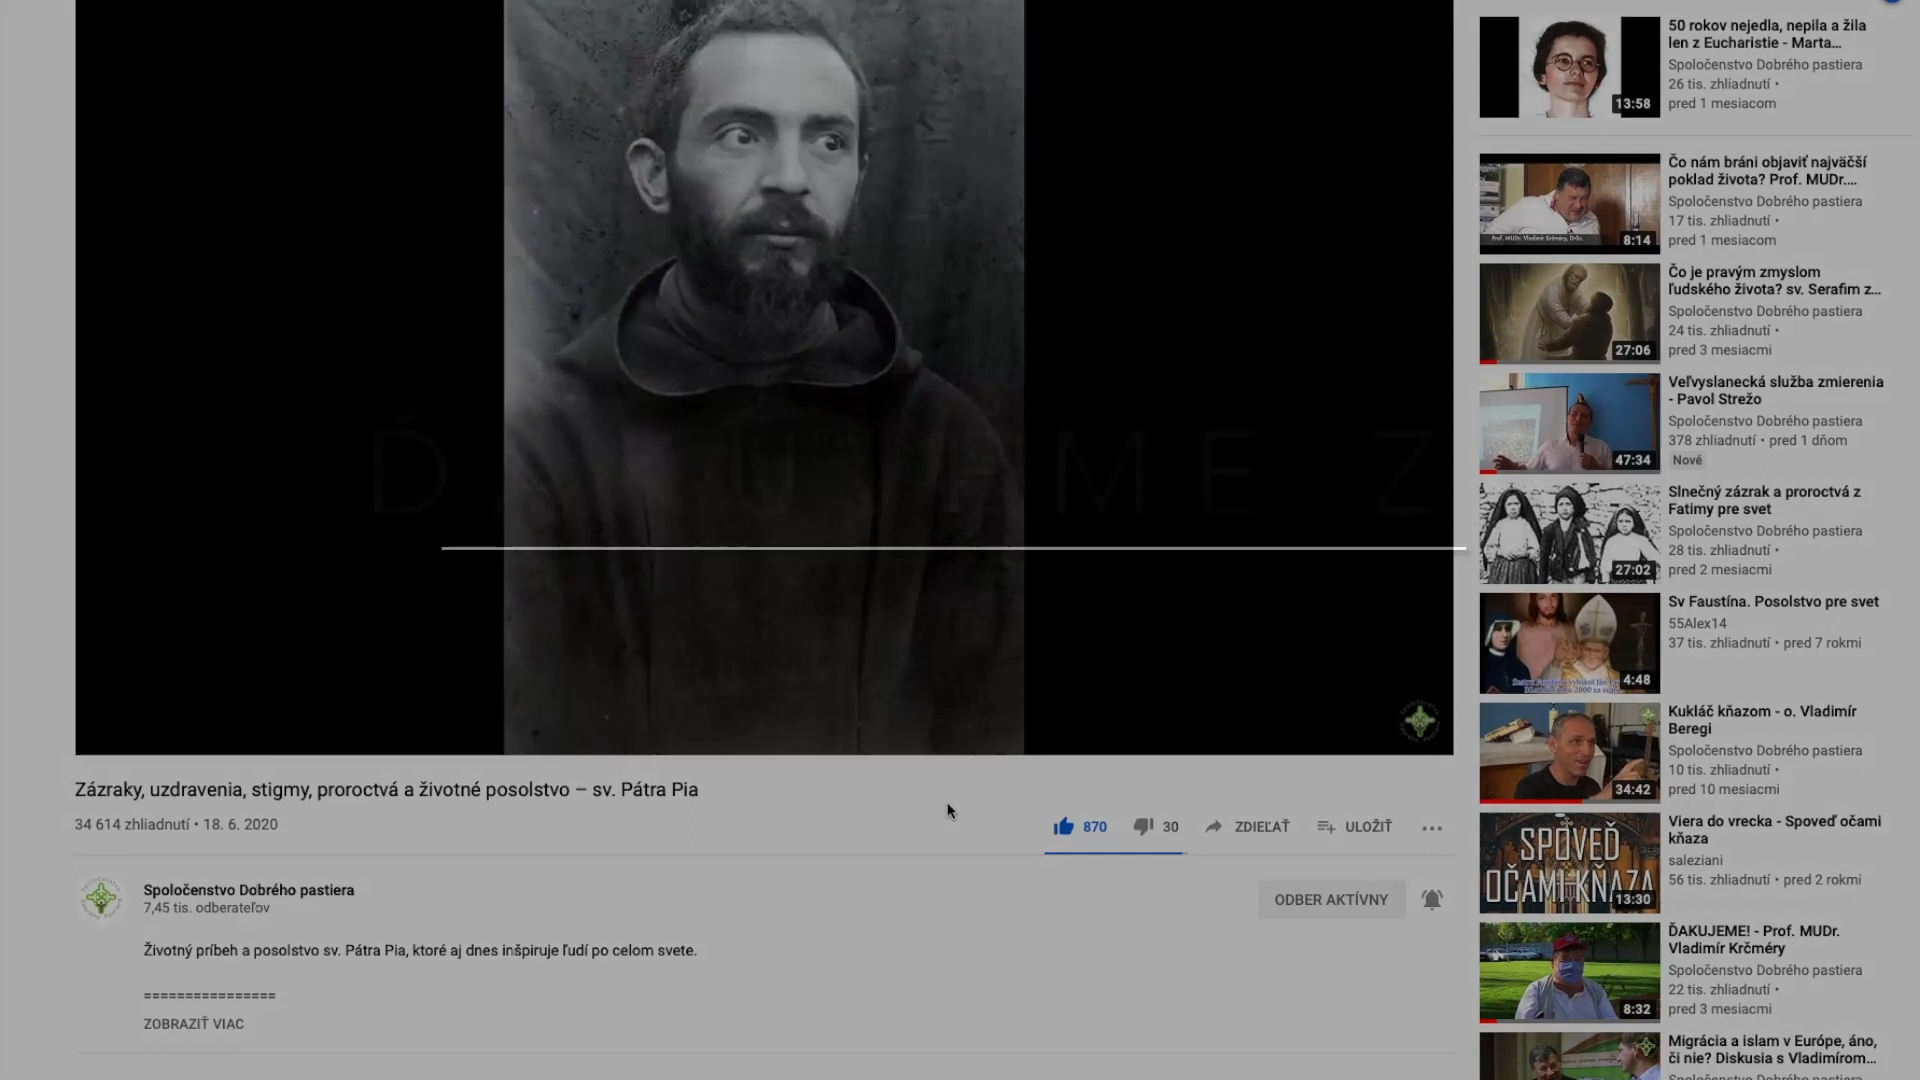 ĎAKUJEME Z
Zázraky, uzdravenia, stigmy, proroctvá a životné posolstvo – sv. Pátra Pia
34 614 zhliadnutí • 18. 6. 2020
870
30
ZDIEĽAŤ
ULOŽIŤ
Spoločenstvo Dobrého pastiera
7,45 tis. odberateľov
ODBER AKTÍVNY
Životný príbeh a posolstvo sv. Pátra Pia, ktoré aj dnes inšpiruje ľudí po celom svete.
================
ZOBRAZIŤ VIAC
50 rokov nejedla, nepila a žila
len z Eucharistie - Marta...
Spoločenstvo Dobrého pastiera
26 tis. zhliadnutí •
pred 1 mesiacom
13:58
Čo nám bráni objaviť najväčší
poklad života? Prof. MUDr....
Spoločenstvo Dobrého pastiera
17 tis. zhliadnutí •
pred 1 mesiacom
Prof. MUDr. Vladimír Krčméry, DrSc.
8:14
Čo je pravým zmyslom
ľudského života? sv. Serafim z...
Spoločenstvo Dobrého pastiera
24 tis. zhliadnutí •
pred 3 mesiacmi
27:06
Veľvyslanecká služba zmierenia
- Pavol Strežo
Spoločenstvo Dobrého pastiera
378 zhliadnutí • pred 1 dňom
Nové
47:34
Slnečný zázrak a proroctvá z
Fatimy pre svet
Spoločenstvo Dobrého pastiera
28 tis. zhliadnutí •
pred 2 mesiacmi
27:02
Sv Faustína. Posolstvo pre svet
55Alex14
37 tis. zhliadnutí • pred 7 rokmi
4:48
Kukláč kňazom - o. Vladimír
Beregi
Spoločenstvo Dobrého pastiera
10 tis. zhliadnutí •
pred 10 mesiacmi
34:42
Viera do vrecka - Spoveď očami
kňaza
saleziani
56 tis. zhliadnutí • pred 2 rokmi
SPOVEĎ
OČAMI KŇAZA
13:30
ĎAKUJEME! - Prof. MUDr.
Vladimír Krčméry
Spoločenstvo Dobrého pastiera
22 tis. zhliadnutí •
pred 3 mesiacmi
8:32
Migrácia a islam v Európe, áno,
či nie? Diskusia s Vladimírom...
Spoločenstvo Dobrého pastiera